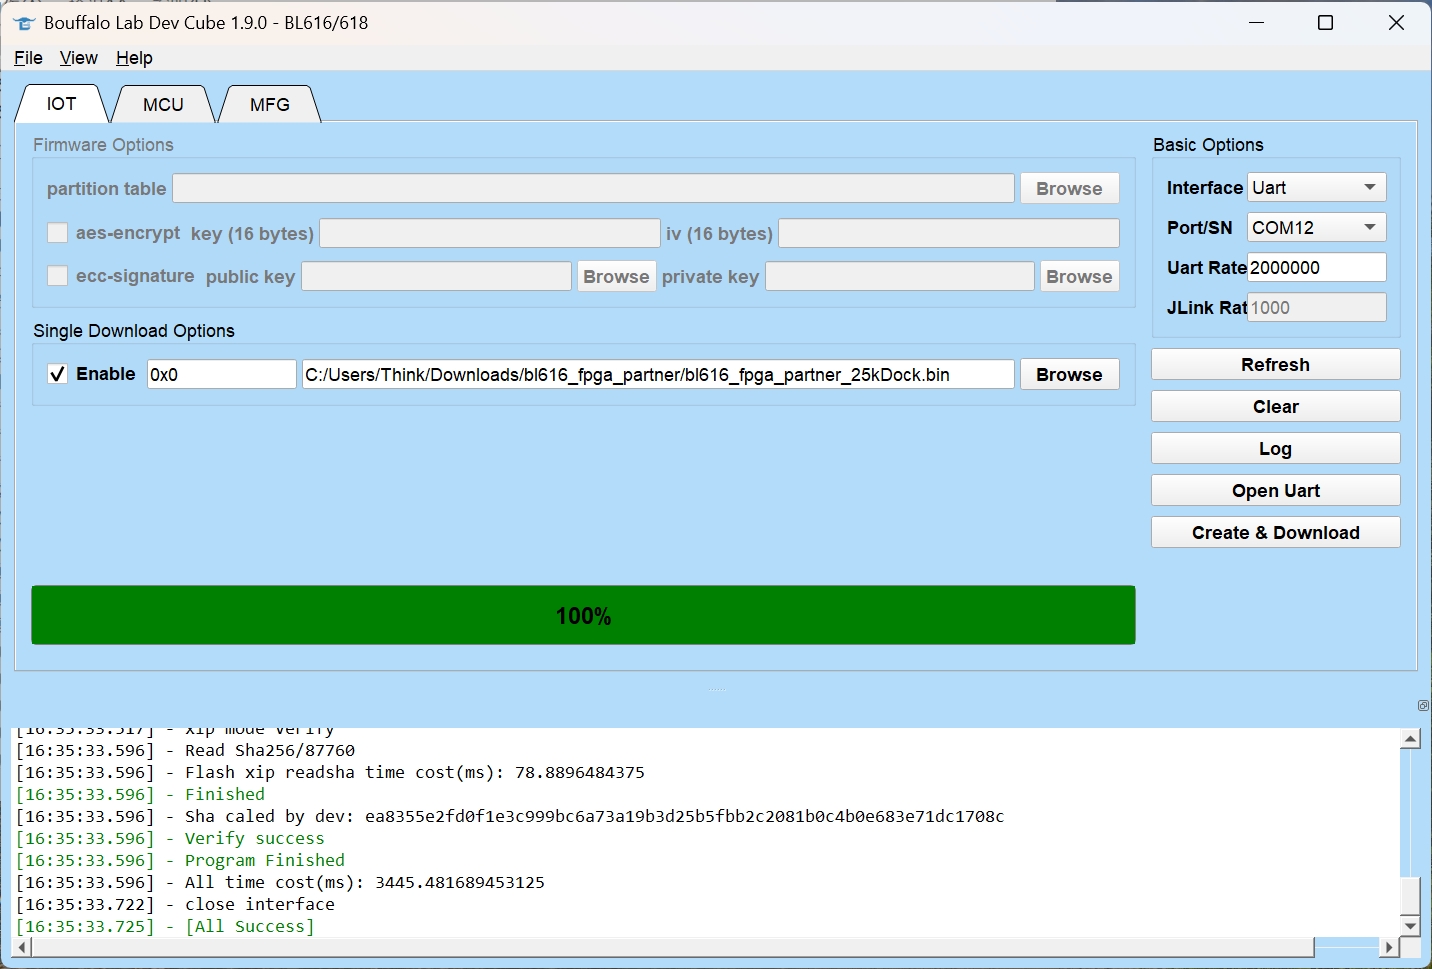 Bouffalo Lab Dev Cube 1.9.0 - BL616/618
File View Help
IOT MCU MFG
Firmware Options
partition table Browse
aes-encrypt key (16 bytes) iv (16 bytes)
ecc-signature public key Browse private key Browse
Single Download Options
Enable 0x0 C:/Users/Think/Downloads/bl616_fpga_partner/bl616_fpga_partner_25kDock.bin Browse
100%
Basic Options
Interface Uart
Port/SN COM12
Uart Rate 2000000
JLink Rat 1000
Refresh
Clear
Log
Open Uart
Create & Download
[16:35:33.517] - xip mode Verify
[16:35:33.596] - Read Sha256/87760
[16:35:33.596] - Flash xip readsha time cost(ms): 78.8896484375
[16:35:33.596] - Finished
[16:35:33.596] - Sha caled by dev: ea8355e2fd0f1e3c999bc6a73a19b3d25b5fbb2c2081b0c4b0e683e71dc1708c
[16:35:33.596] - Verify success
[16:35:33.596] - Program Finished
[16:35:33.596] - All time cost(ms): 3445.481689453125
[16:35:33.722] - close interface
[16:35:33.725] - [All Success]